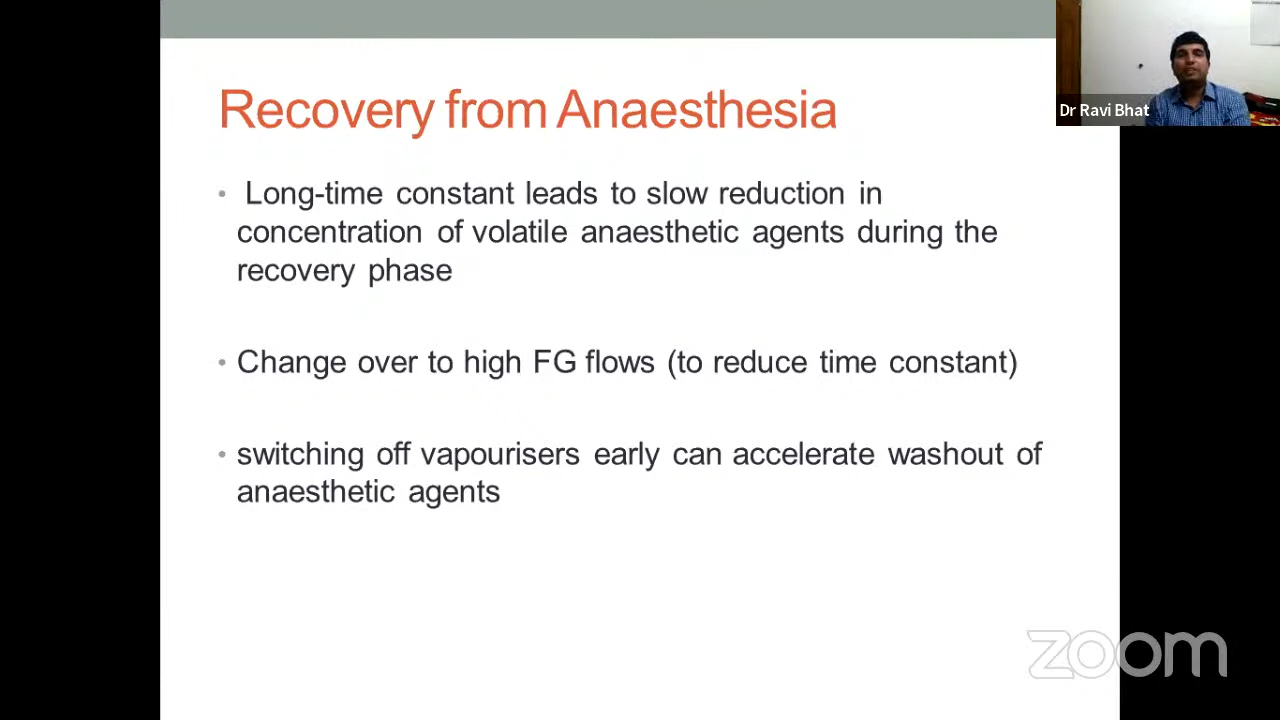 Recovery from Anaesthesia
Dr Ravi Bhat
• Long-time constant leads to slow reduction in
concentration of volatile anaesthetic agents during the
recovery phase
• Change over to high FG flows (to reduce time constant)
• switching off vapourisers early can accelerate washout of
anaesthetic agents
zoom